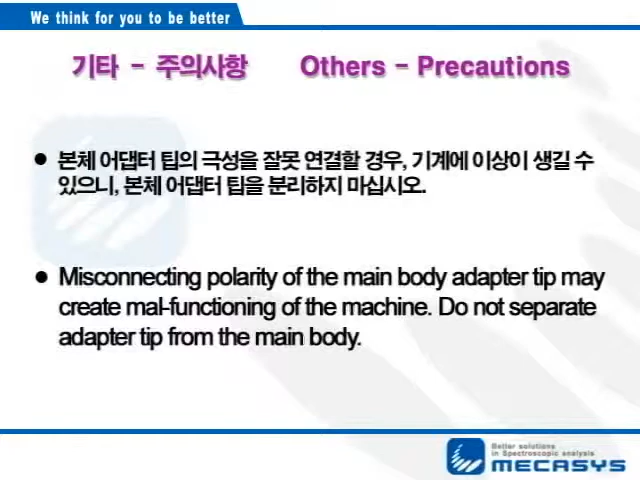 We think for you to be better
기타 - 주의사항 Others - Precautions
● 본체 어댑터 팁의 극성을 잘못 연결할 경우, 기계에 이상이 생길 수
있으니, 본체 어댑터 팁을 분리하지 마십시오.
● Misconnecting polarity of the main body adapter tip may
create mal-functioning of the machine. Do not separate
adapter tip from the main body.
Better solutions
in Spectroscopic analysis
MECASYS